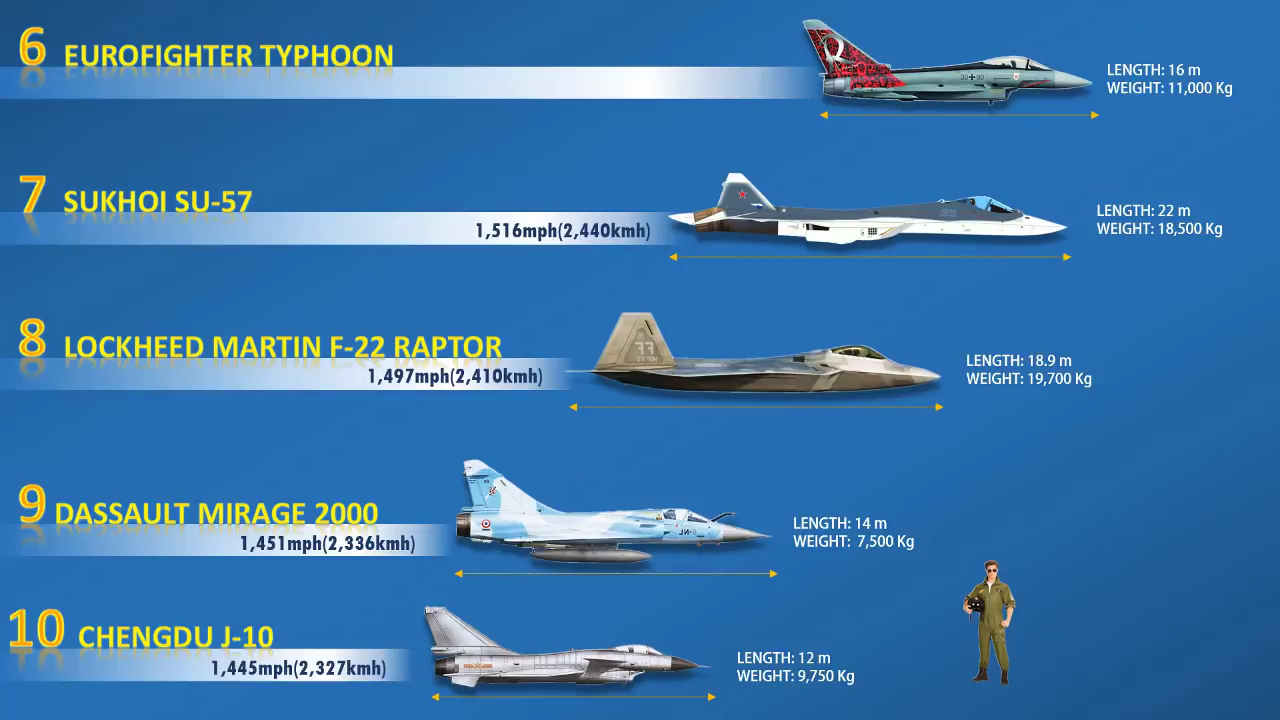 6 EUROFIGHTER TYPHOON
LENGTH: 16 m
WEIGHT: 11,000 Kg
7 SUKHOI SU-57
1,516mph(2,440kmh)
LENGTH: 22 m
WEIGHT: 18,500 Kg
8 LOCKHEED MARTIN F-22 RAPTOR
1,497mph(2,410kmh)
FF
LENGTH: 18.9 m
WEIGHT: 19,700 Kg
9 DASSAULT MIRAGE 2000
1,451mph(2,336kmh)
LENGTH: 14 m
WEIGHT:  7,500 Kg
10 CHENGDU J-10
1,445mph(2,327kmh)
LENGTH: 12 m
WEIGHT: 9,750 Kg